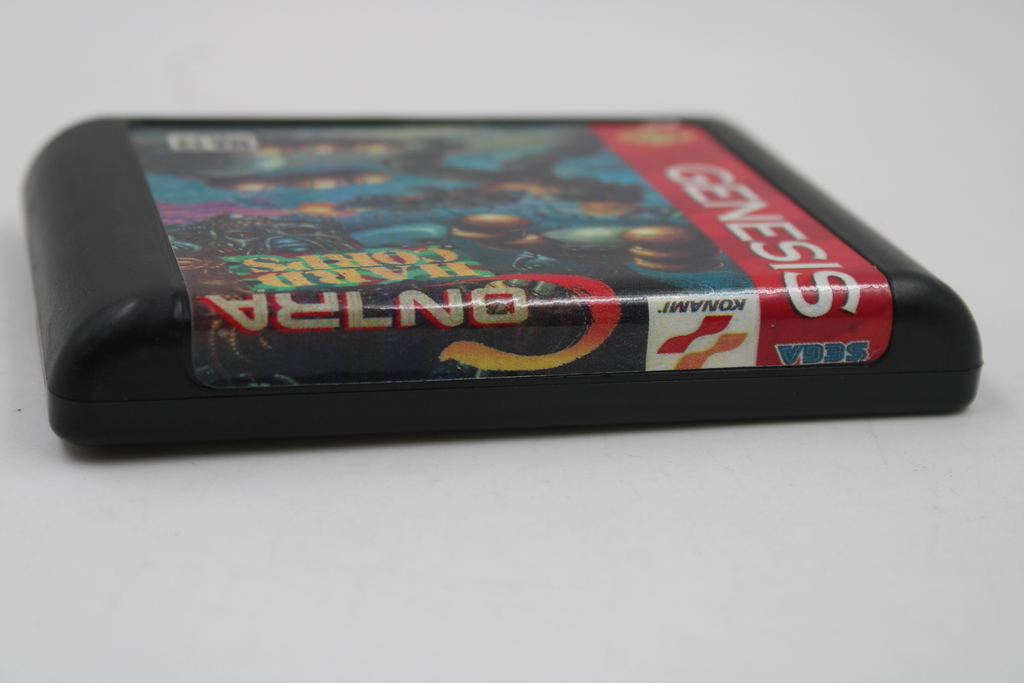 GENESIS
SEGA
KONAMI
CONTRA
HARD
CORPS